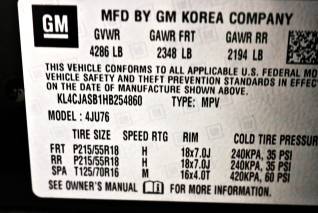 GM
MFD BY GM KOREA COMPANY
GVWR GAWR FRT GAWR RR
4286 LB 2348 LB 2194 LB
THIS VEHICLE CONFORMS TO ALL APPLICABLE U.S. FEDERAL MO
VEHICLE SAFETY AND THEFT PREVENTION STANDARDS IN EFFEC
ON THE DATE OF MANUFACTURE SHOWN ABOVE.
KL4CJASB1HB254860 TYPE: MPV
MODEL : 4JU76
TIRE SIZE SPEED RTG RIM COLD TIRE PRESSUR
FRT P215/55R18 H 18x7.0J 240KPA, 35 PSI
RR P215/55R18 H 18x7.0J 240KPA, 35 PSI
SPA T125/70R16 M 16x4.0T 420KPA, 60 PSI
SEE OWNER'S MANUAL FOR MORE INFORMATION.